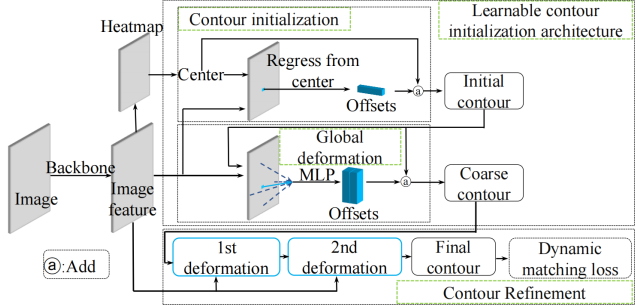 Heatmap
Contour initialization
Learnable contour
initialization architecture
Center
Regress from
center
Offsets
a
Initial
contour
Backbone
Image
Image
feature
Global
deformation
MLP
Offsets
a
Coarse
contour
a:Add
1st
deformation
2nd
deformation
Final
contour
Dynamic
matching loss
Contour Refinement